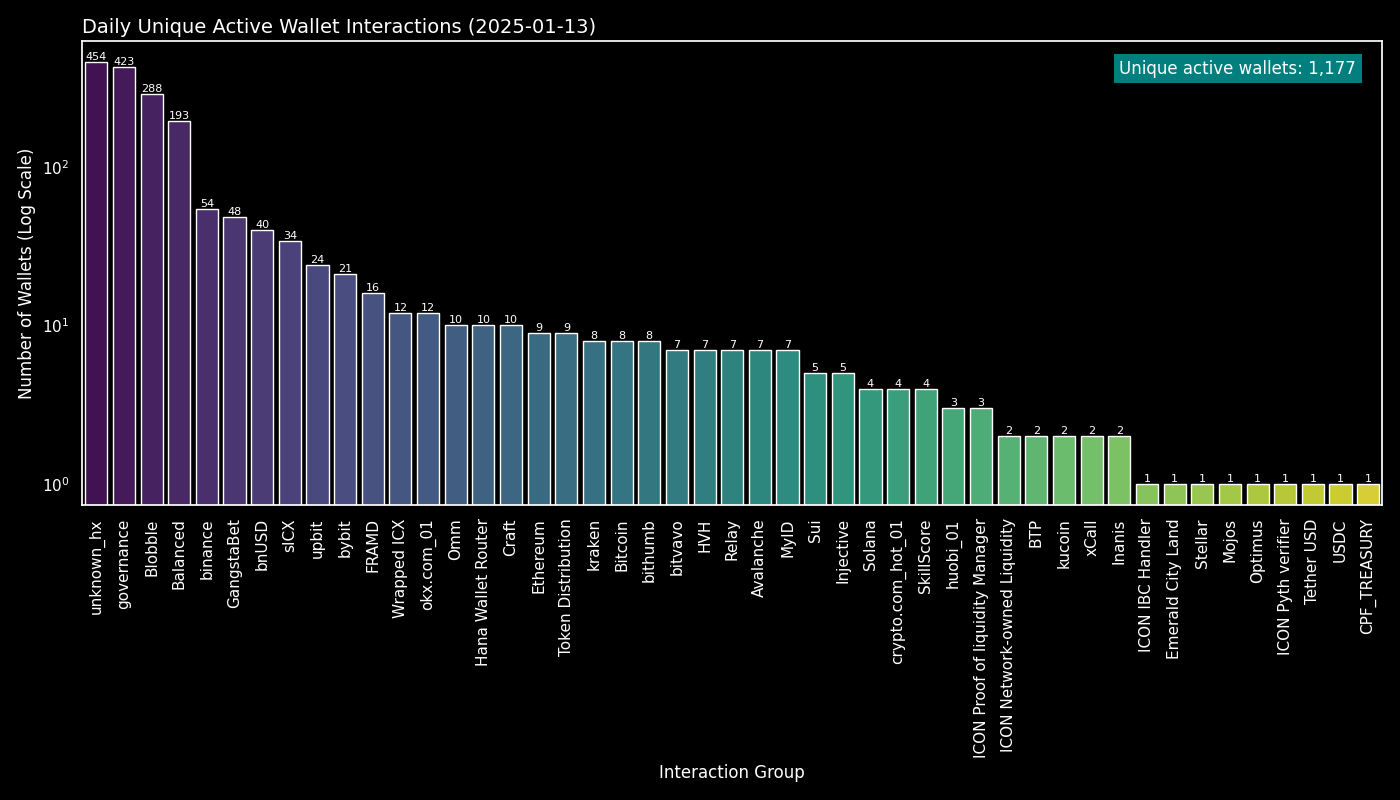 Daily Unique Active Wallet Interactions (2025-01-13)
Unique active wallets: 1,177
Number of Wallets (Log Scale)
10²
10¹
10⁰
454
423
288
193
54
48
40
34
24
21
16
12
12
10
10
10
9
9
8
8
8
7
7
7
7
7
5
5
4
4
4
3
3
2
2
2
2
2
1
1
1
1
1
1
1
1
1
unknown_hx
governance
Blobble
Balanced
binance
GangstaBet
bnUSD
sICX
upbit
bybit
FRAMD
Wrapped ICX
okx.com_01
Omm
Hana Wallet Router
Craft
Ethereum
Token Distribution
kraken
Bitcoin
bithumb
bitvavo
HVH
Relay
Avalanche
MyID
Sui
Injective
Solana
crypto.com_hot_01
SkillScore
huobi_01
ICON Proof of liquidity Manager
ICON Network-owned Liquidity
BTP
kucoin
xCall
Inanis
ICON IBC Handler
Emerald City Land
Stellar
Mojos
Optimus
ICON Pyth verifier
Tether USD
USDC
CPF_TREASURY
Interaction Group